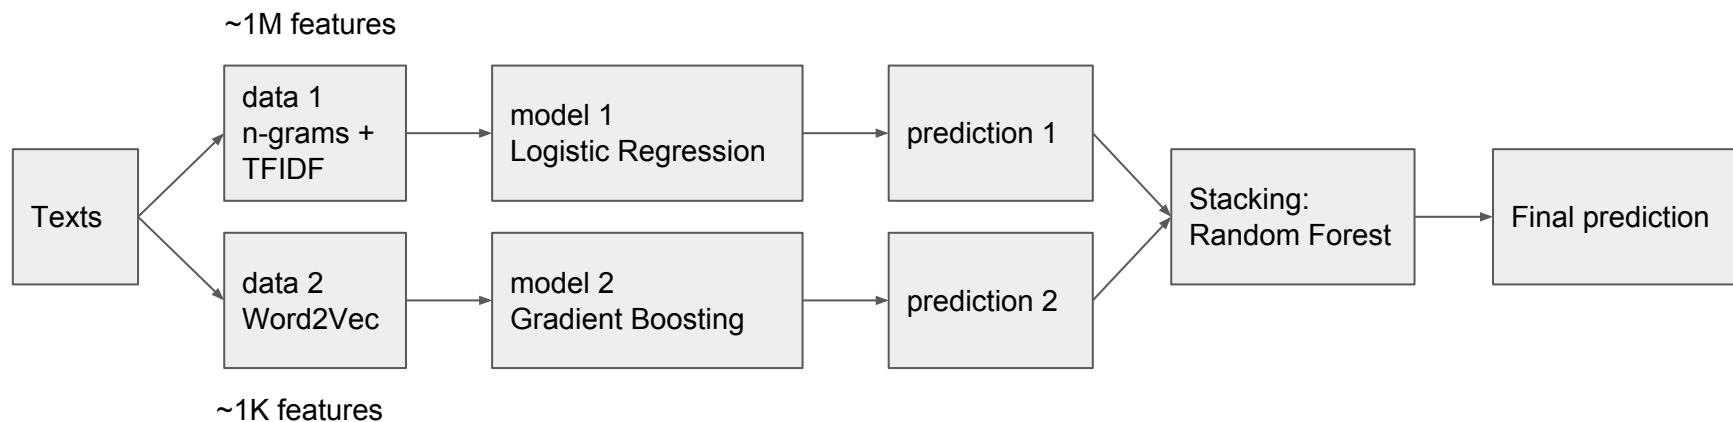 ~1M features
Texts
data 1
n-grams +
TFIDF
model 1
Logistic Regression
prediction 1
data 2
Word2Vec
model 2
Gradient Boosting
prediction 2
Stacking:
Random Forest
Final prediction
~1K features